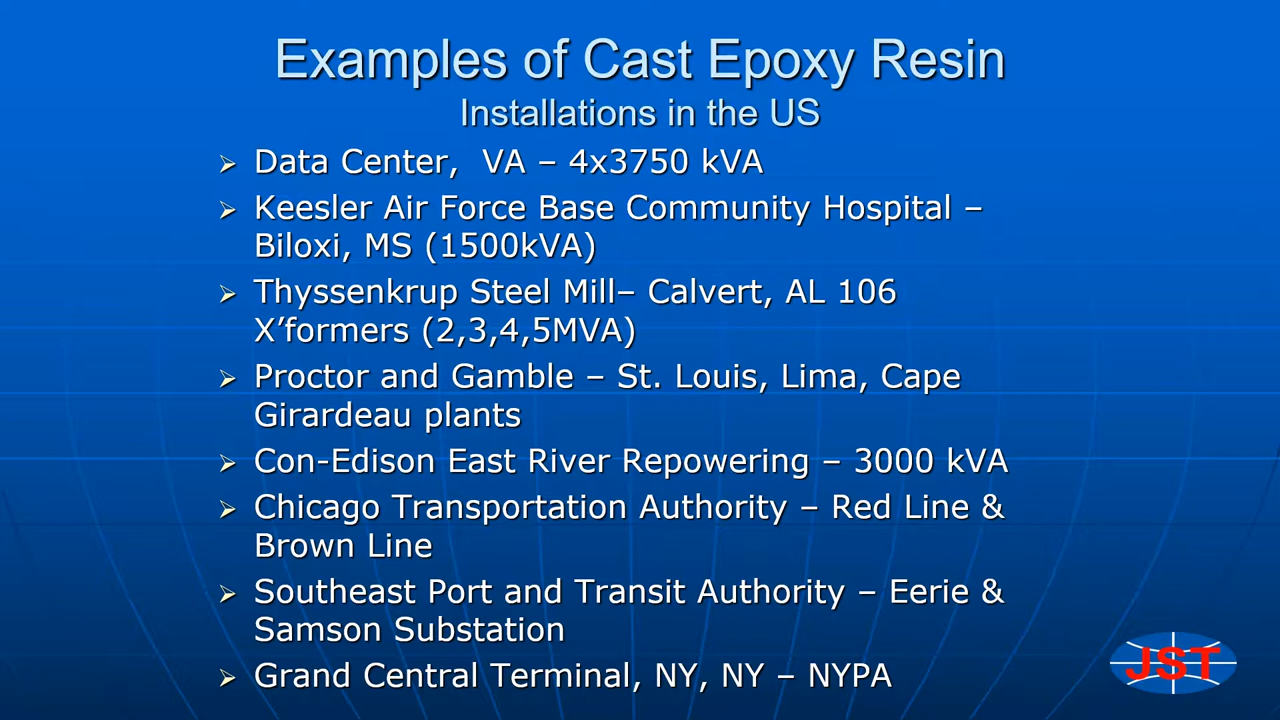 Examples of Cast Epoxy Resin
Installations in the US
Data Center,  VA – 4x3750 kVA
Keesler Air Force Base Community Hospital –
Biloxi, MS (1500kVA)
Thyssenkrup Steel Mill– Calvert, AL 106
X’formers (2,3,4,5MVA)
Proctor and Gamble – St. Louis, Lima, Cape
Girardeau plants
Con-Edison East River Repowering – 3000 kVA
Chicago Transportation Authority – Red Line &
Brown Line
Southeast Port and Transit Authority – Eerie &
Samson Substation
Grand Central Terminal, NY, NY – NYPA
JST